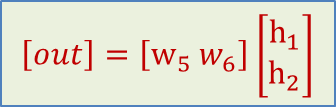 [out] = [w₅ w₆] [h₁
h₂]